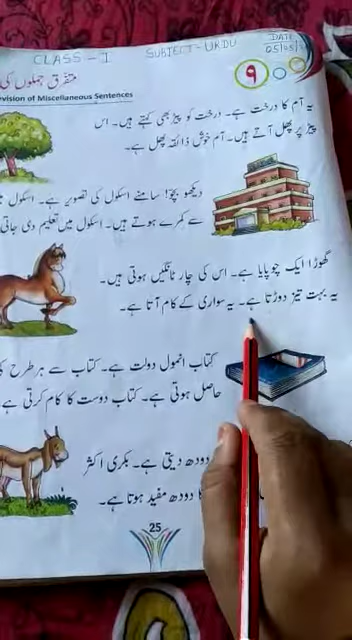 CLASS - I SUBJECT - URDU DATE
05/05/
متفرق جملوں کی
Revision of Miscellaneous Sentences
۹
یہ آم کا درخت ہے۔ درخت کو پیڑ بھی کہتے ہیں۔ اس
پیڑ پر پھل آتے ہیں۔ آم خوش ذائقہ پھل ہے۔
دیکھو بچو! سامنے اسکول کی تصویر ہے۔ اسکول میں
سے کمرے ہوتے ہیں۔ اسکول میں تعلیم دی جاتی
گھوڑا ایک چوپایا ہے۔ اس کی چار ٹانگیں ہوتی ہیں۔
یہ بہت تیز دوڑتا ہے۔ یہ سواری کے کام آتا ہے۔
کتاب انمول دولت ہے۔ کتاب سے ہر طرح
حاصل ہوتی ہے۔ کتاب دوست کا کام کرتی ہے
دودھ دیتی ہے۔ بکری اکثر
کا دودھ مفید ہوتا ہے۔
25